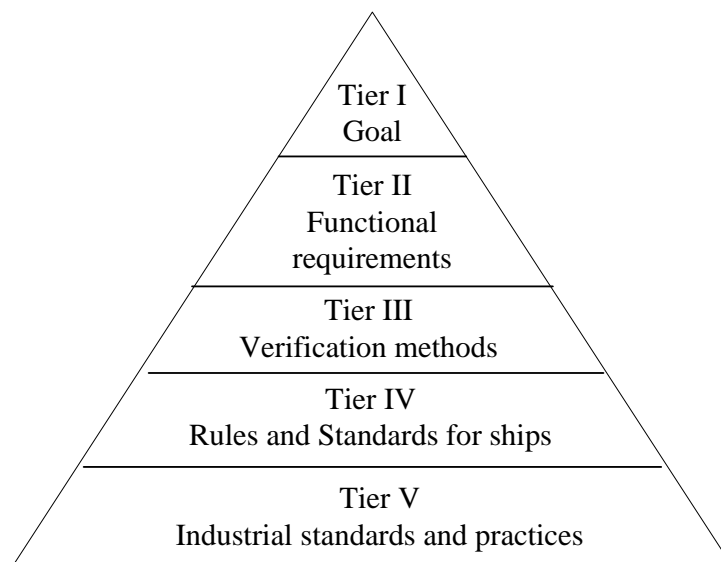 Tier I
Goal
Tier II
Functional
requirements
Tier III
Verification methods
Tier IV
Rules and Standards for ships
Tier V
Industrial standards and practices